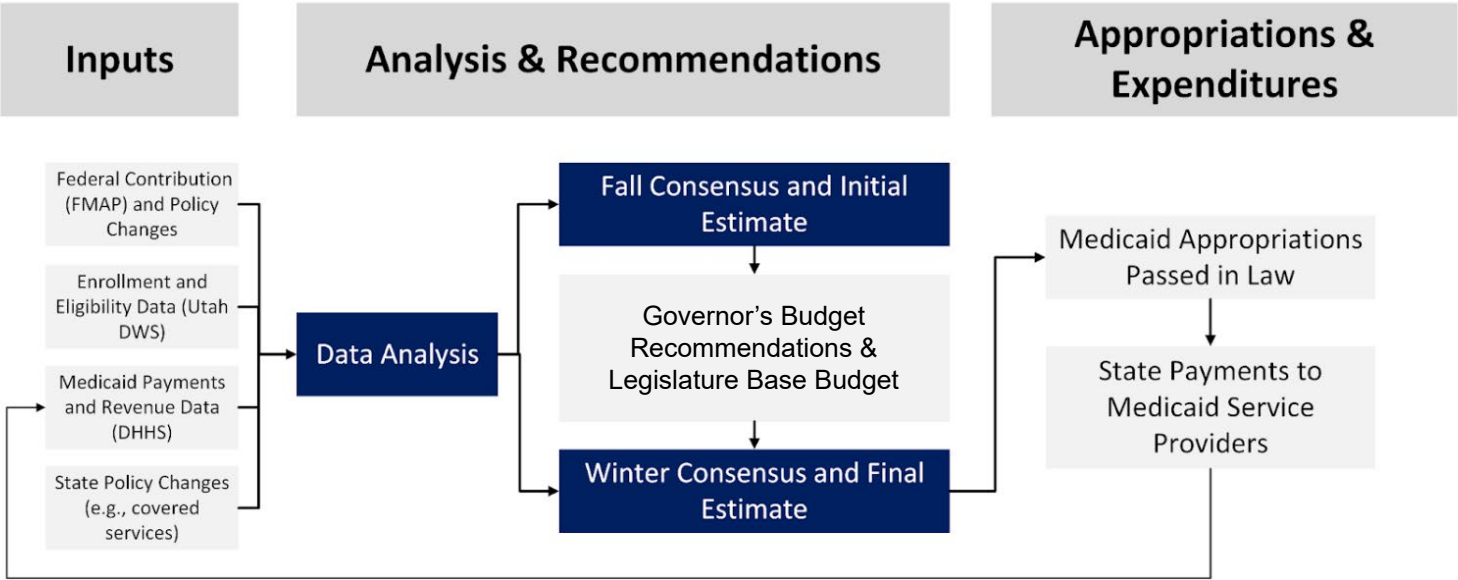 Inputs
Analysis & Recommendations
Appropriations &
Expenditures
Federal Contribution
(FMAP) and Policy
Changes
Enrollment and
Eligibility Data (Utah
DWS)
Medicaid Payments
and Revenue Data
(DHHS)
State Policy Changes
(e.g., covered
services)
Data Analysis
Fall Consensus and Initial
Estimate
Governor’s Budget
Recommendations &
Legislature Base Budget
Winter Consensus and Final
Estimate
Medicaid Appropriations
Passed in Law
State Payments to
Medicaid Service
Providers